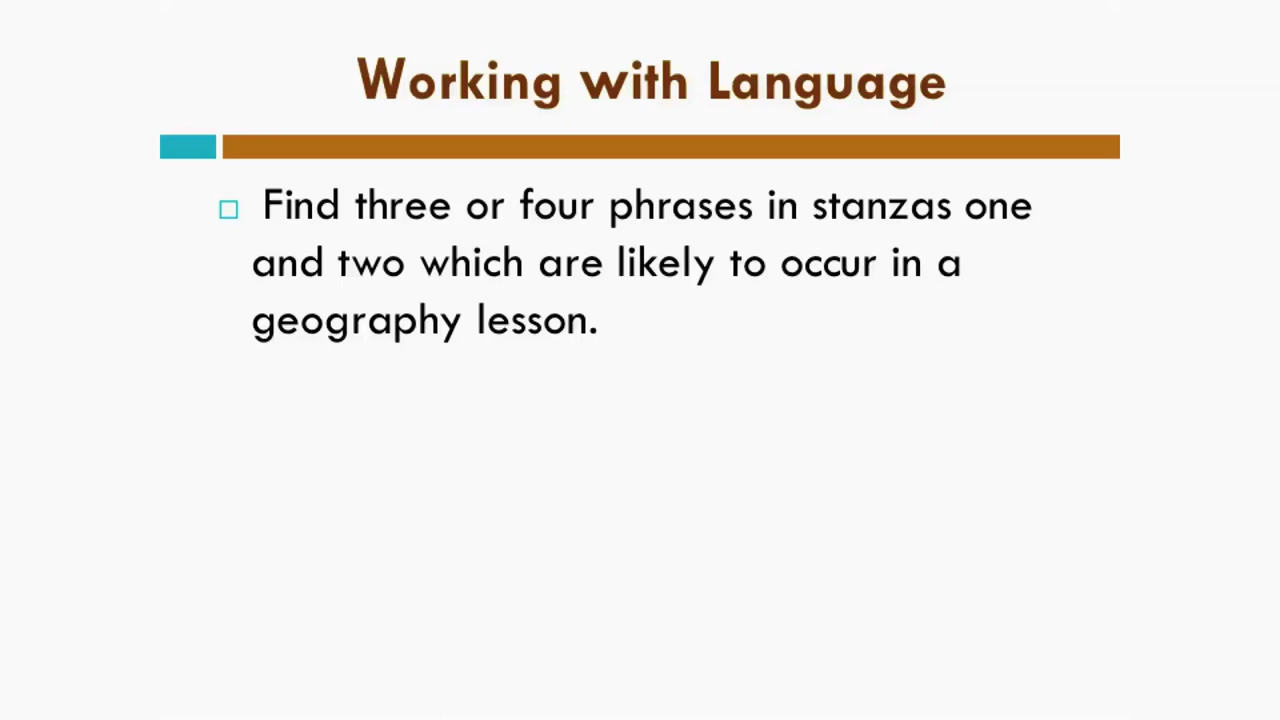 Working with Language
Find three or four phrases in stanzas one
and two which are likely to occur in a
geography lesson.